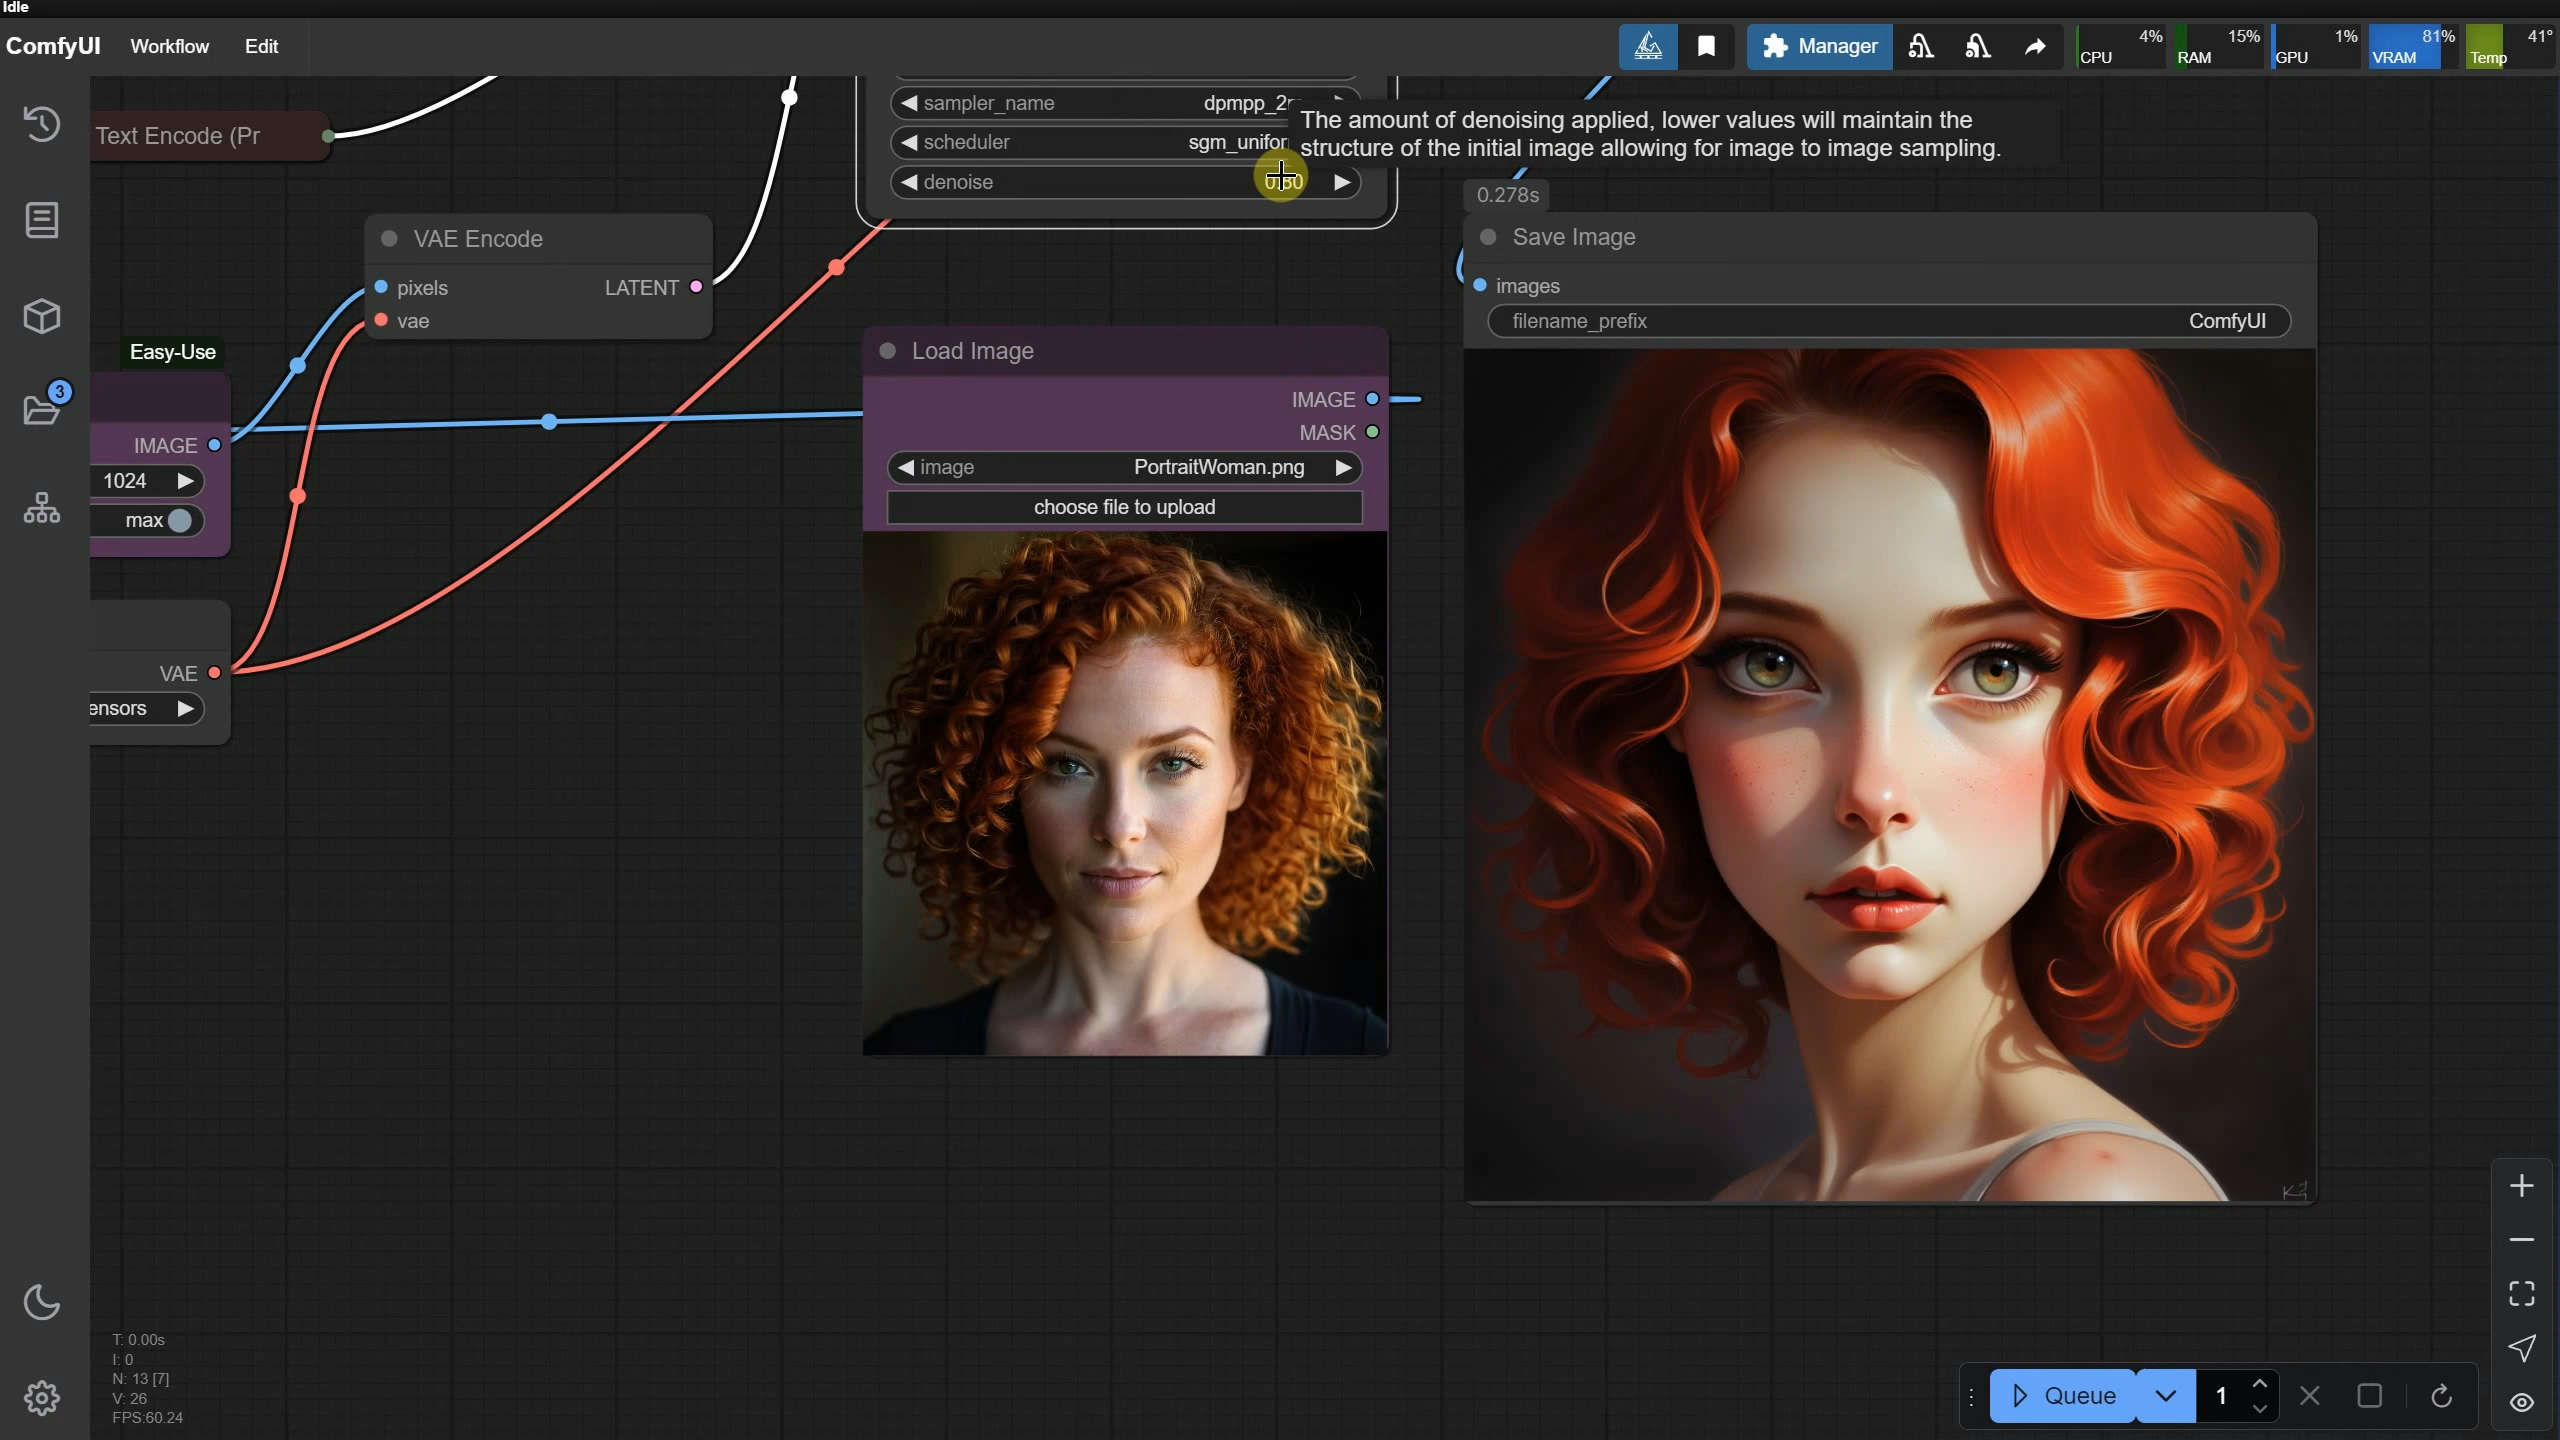 Idle
ComfyUI
Workflow
Edit
Manager
CPU
4%
RAM
15%
GPU
1%
VRAM
81%
Temp
41°
Text Encode (Pr
sampler_name
scheduler
sgm_unifor
denoise
The amount of denoising applied, lower values will maintain the
structure of the initial image allowing for image to image sampling.
0.278s
VAE Encode
pixels
LATENT
vae
Save Image
images
filename_prefix
ComfyUI
Easy-Use
3
IMAGE
1024
max
Load Image
IMAGE
MASK
image
PortraitWoman.png
choose file to upload
VAE
ensors
T: 0.00s
I: 0
N: 13 [7]
V: 26
FPS:60.24
Queue
1